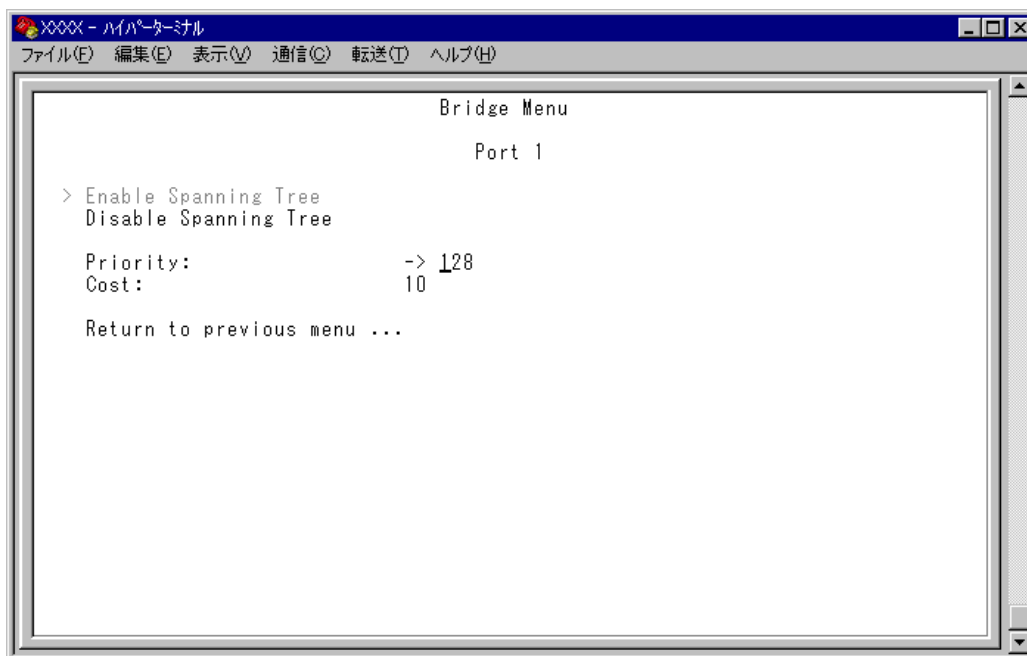 XXXX - ハイパーターミナル
ファイル(F) 編集(E) 表示(V) 通信(C) 転送(T) ヘルプ(H)
Bridge Menu
Port 1
> Enable Spanning Tree
Disable Spanning Tree
Priority: -> 128
Cost: 10
Return to previous menu ...